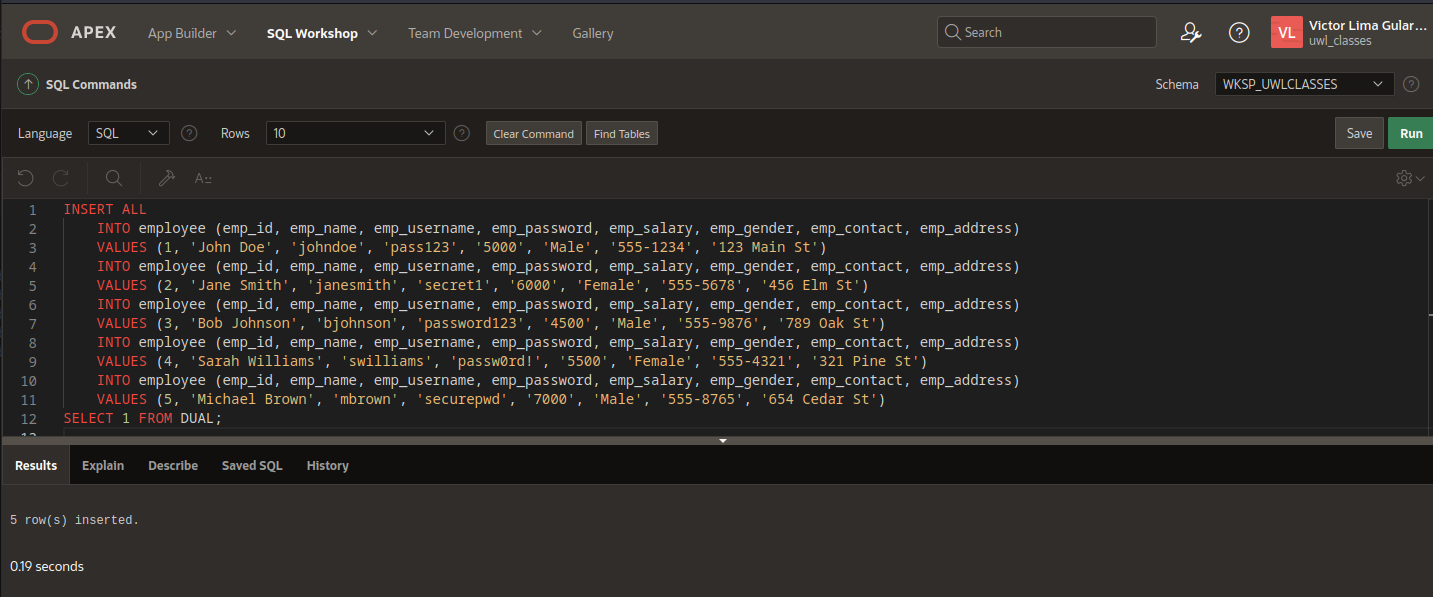 APEX App Builder SQL Workshop Team Development Gallery Search VL Victor Lima Gular...
uwl_classes
SQL Commands Schema WKSP_UWLCLASSES
Language SQL Rows 10 Clear Command Find Tables Save Run
A::
1 INSERT ALL
2 INTO employee (emp_id, emp_name, emp_username, emp_password, emp_salary, emp_gender, emp_contact, emp_address)
3 VALUES (1, 'John Doe', 'johndoe', 'pass123', '5000', 'Male', '555-1234', '123 Main St')
4 INTO employee (emp_id, emp_name, emp_username, emp_password, emp_salary, emp_gender, emp_contact, emp_address)
5 VALUES (2, 'Jane Smith', 'janesmith', 'secret1', '6000', 'Female', '555-5678', '456 Elm St')
6 INTO employee (emp_id, emp_name, emp_username, emp_password, emp_salary, emp_gender, emp_contact, emp_address)
7 VALUES (3, 'Bob Johnson', 'bjohnson', 'password123', '4500', 'Male', '555-9876', '789 Oak St')
8 INTO employee (emp_id, emp_name, emp_username, emp_password, emp_salary, emp_gender, emp_contact, emp_address)
9 VALUES (4, 'Sarah Williams', 'swilliams', 'passw0rd!', '5500', 'Female', '555-4321', '321 Pine St')
10 INTO employee (emp_id, emp_name, emp_username, emp_password, emp_salary, emp_gender, emp_contact, emp_address)
11 VALUES (5, 'Michael Brown', 'mbrown', 'securepwd', '7000', 'Male', '555-8765', '654 Cedar St')
12 SELECT 1 FROM DUAL;
Results Explain Describe Saved SQL History
5 row(s) inserted.
0.19 seconds